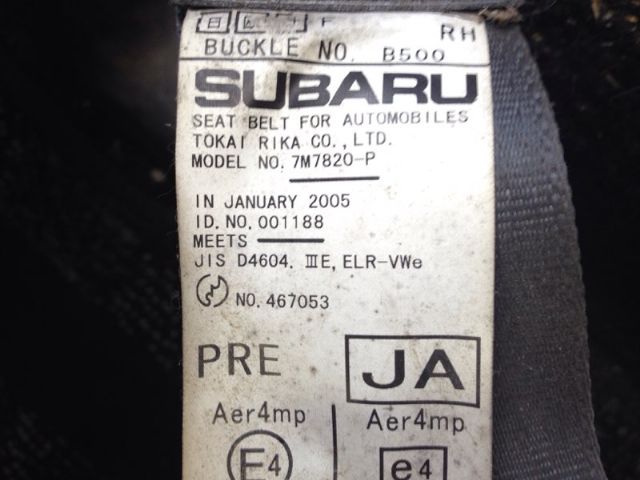 RH
BUCKLE NO. B500
SUBARU
SEAT BELT FOR AUTOMOBILES
TOKAI RIKA CO., LTD.
MODEL NO. 7M7820-P
IN JANUARY 2005
ID. NO. 001188
MEETS
JIS D4604. ⅢE, ELR-VWe
NO. 467053
PRE JA
Aer4mp Aer4mp
E4 e4